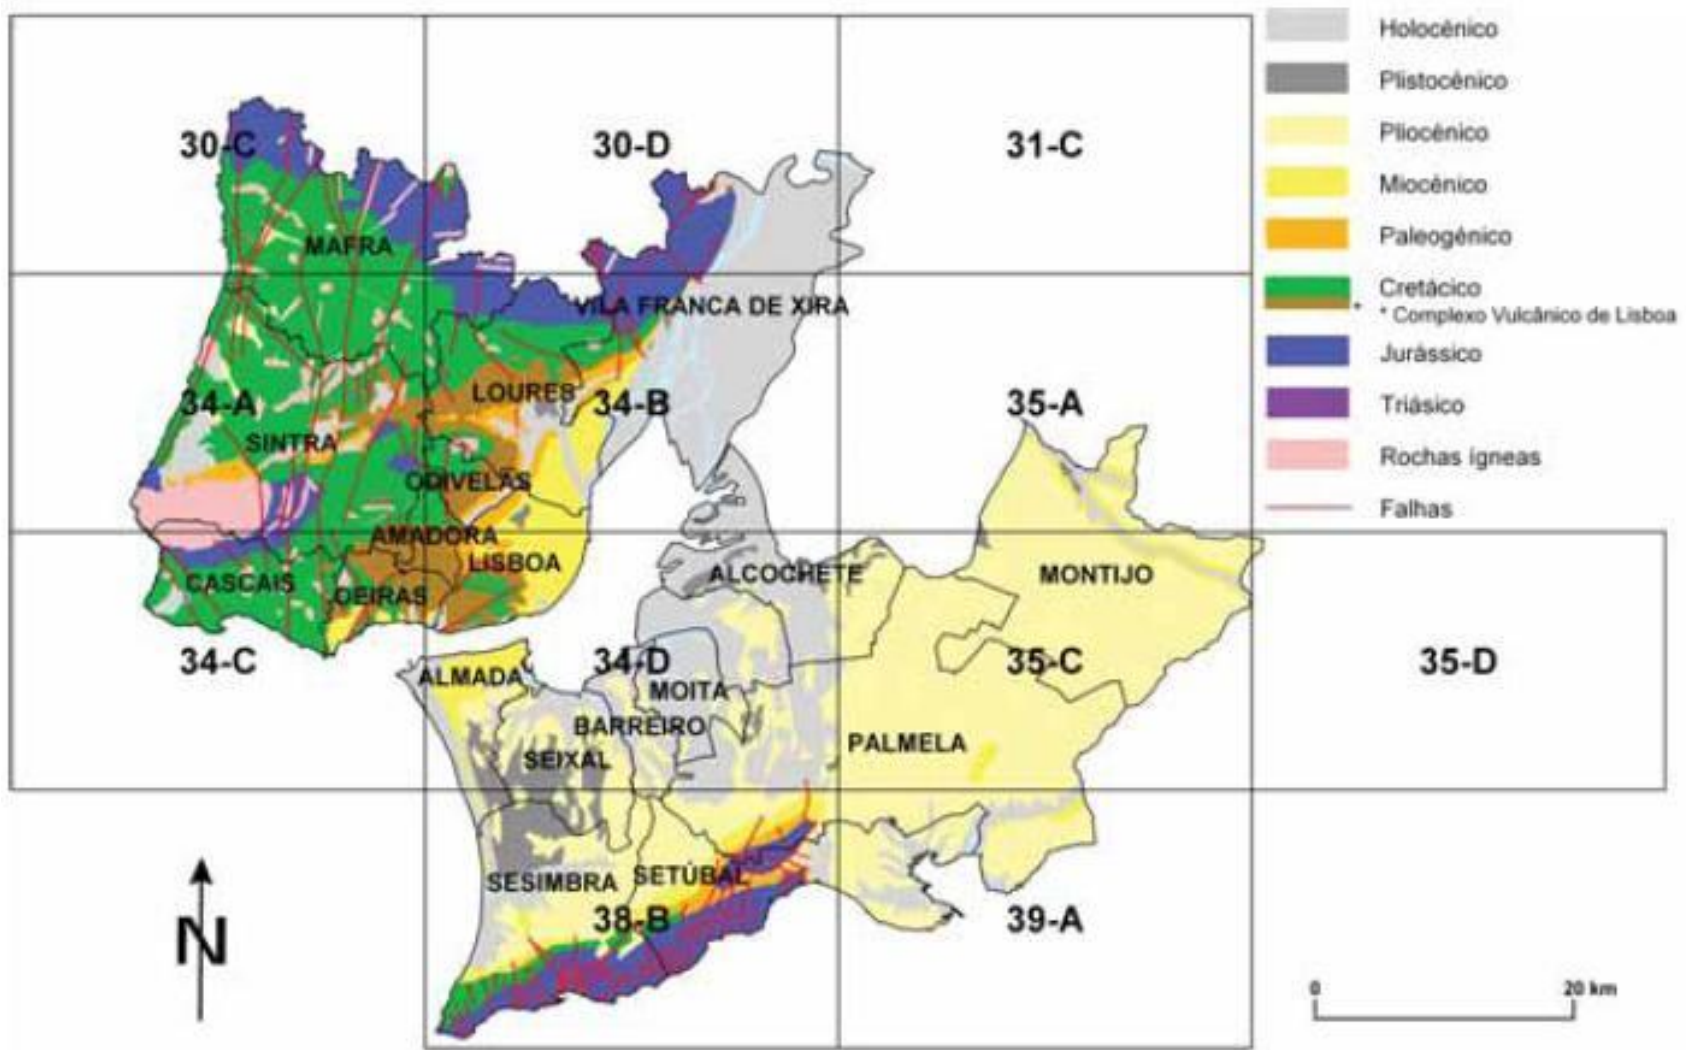 Holocénico
Plistocénico
Pliocénico
Miocénico
Paleogénico
Cretácico
*
* Complexo Vulcânico de Lisboa
Jurássico
Triásico
Rochas ígneas
Falhas
30-C
30-D
31-C
MAFRA
VILA FRANCA DE XIRA
LOURES
34-A
34-B
35-A
SINTRA
ODIVELAS
AMADORA
LISBOA
CASCAIS
OEIRAS
ALCOCHETE
MONTIJO
34-C
34-D
35-C
35-D
ALMADA
MOITA
BARREIRO
SEIXAL
PALMELA
SESIMBRA
SETÚBAL
38-B
39-A
N
0
20 km